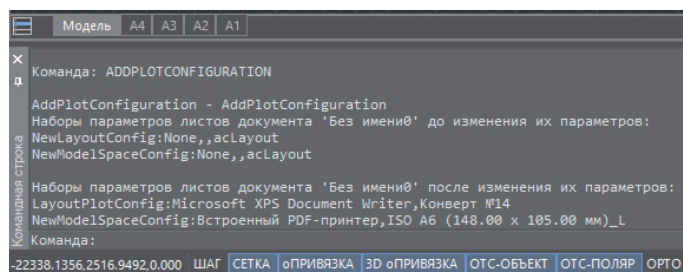 Модель A4 A3 A2 A1
Команда: ADDPLOTCONFIGURATION
AddPlotConfiguration - AddPlotConfiguration
Наборы параметров листов документа 'Без имени0' до изменения их параметров:
NewLayoutConfig:None,,acLayout
NewModelSpaceConfig:None,,acLayout
Наборы параметров листов документа 'Без имени0' после изменения их параметров:
LayoutPlotConfig:Microsoft XPS Document Writer,Конверт №14
NewModelSpaceConfig:Встроенный PDF-принтер,ISO A6 (148.00 x 105.00 мм)_L
Команда:
Командная строка
-22338.1356,2516.9492,0.000 ШАГ СЕТКА оПРИВЯЗКА 3D оПРИВЯЗКА ОТС-ОБЪЕКТ ОТС-ПОЛЯР ОРТО